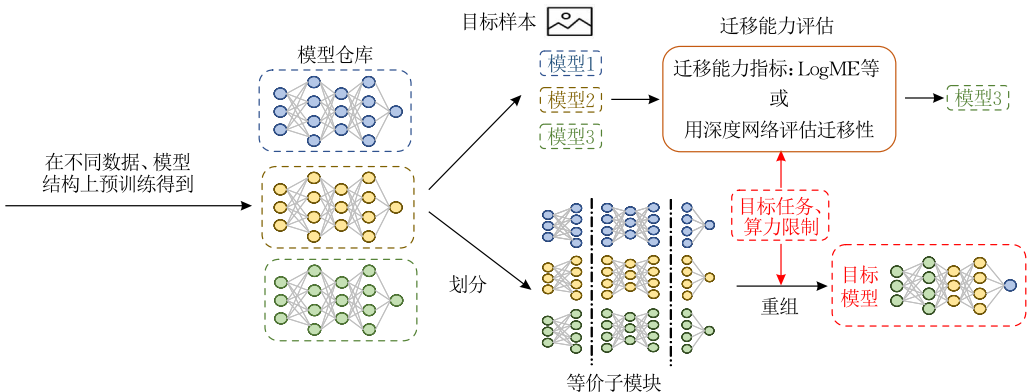 目标样本
迁移能力评估
模型仓库
模型1
模型2
模型3
迁移能力指标:LogME等
或
用深度网络评估迁移性
模型3
在不同数据、模型
结构上预训练得到
目标任务、
算力限制
划分
重组
目标
模型
等价子模块